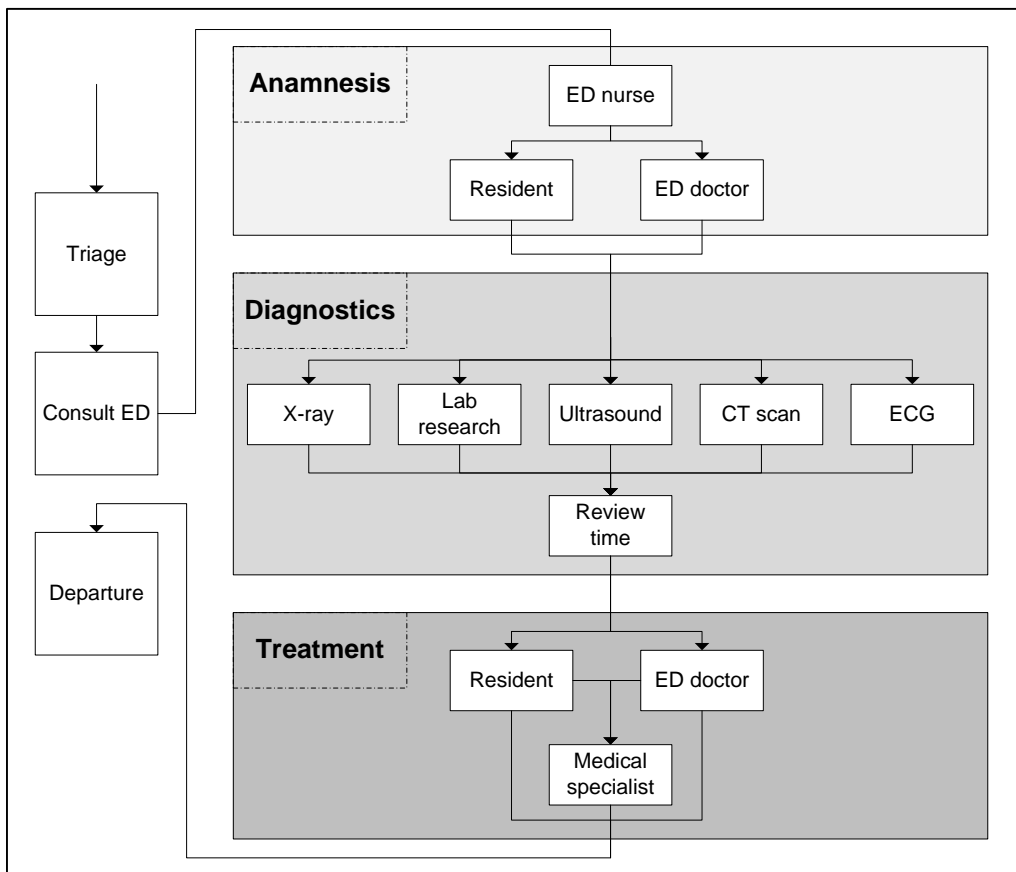 Anamnesis
ED nurse
Resident
ED doctor
Triage
Consult ED
Departure
Diagnostics
X-ray
Lab
research
Ultrasound
CT scan
ECG
Review
time
Treatment
Resident
ED doctor
Medical
specialist